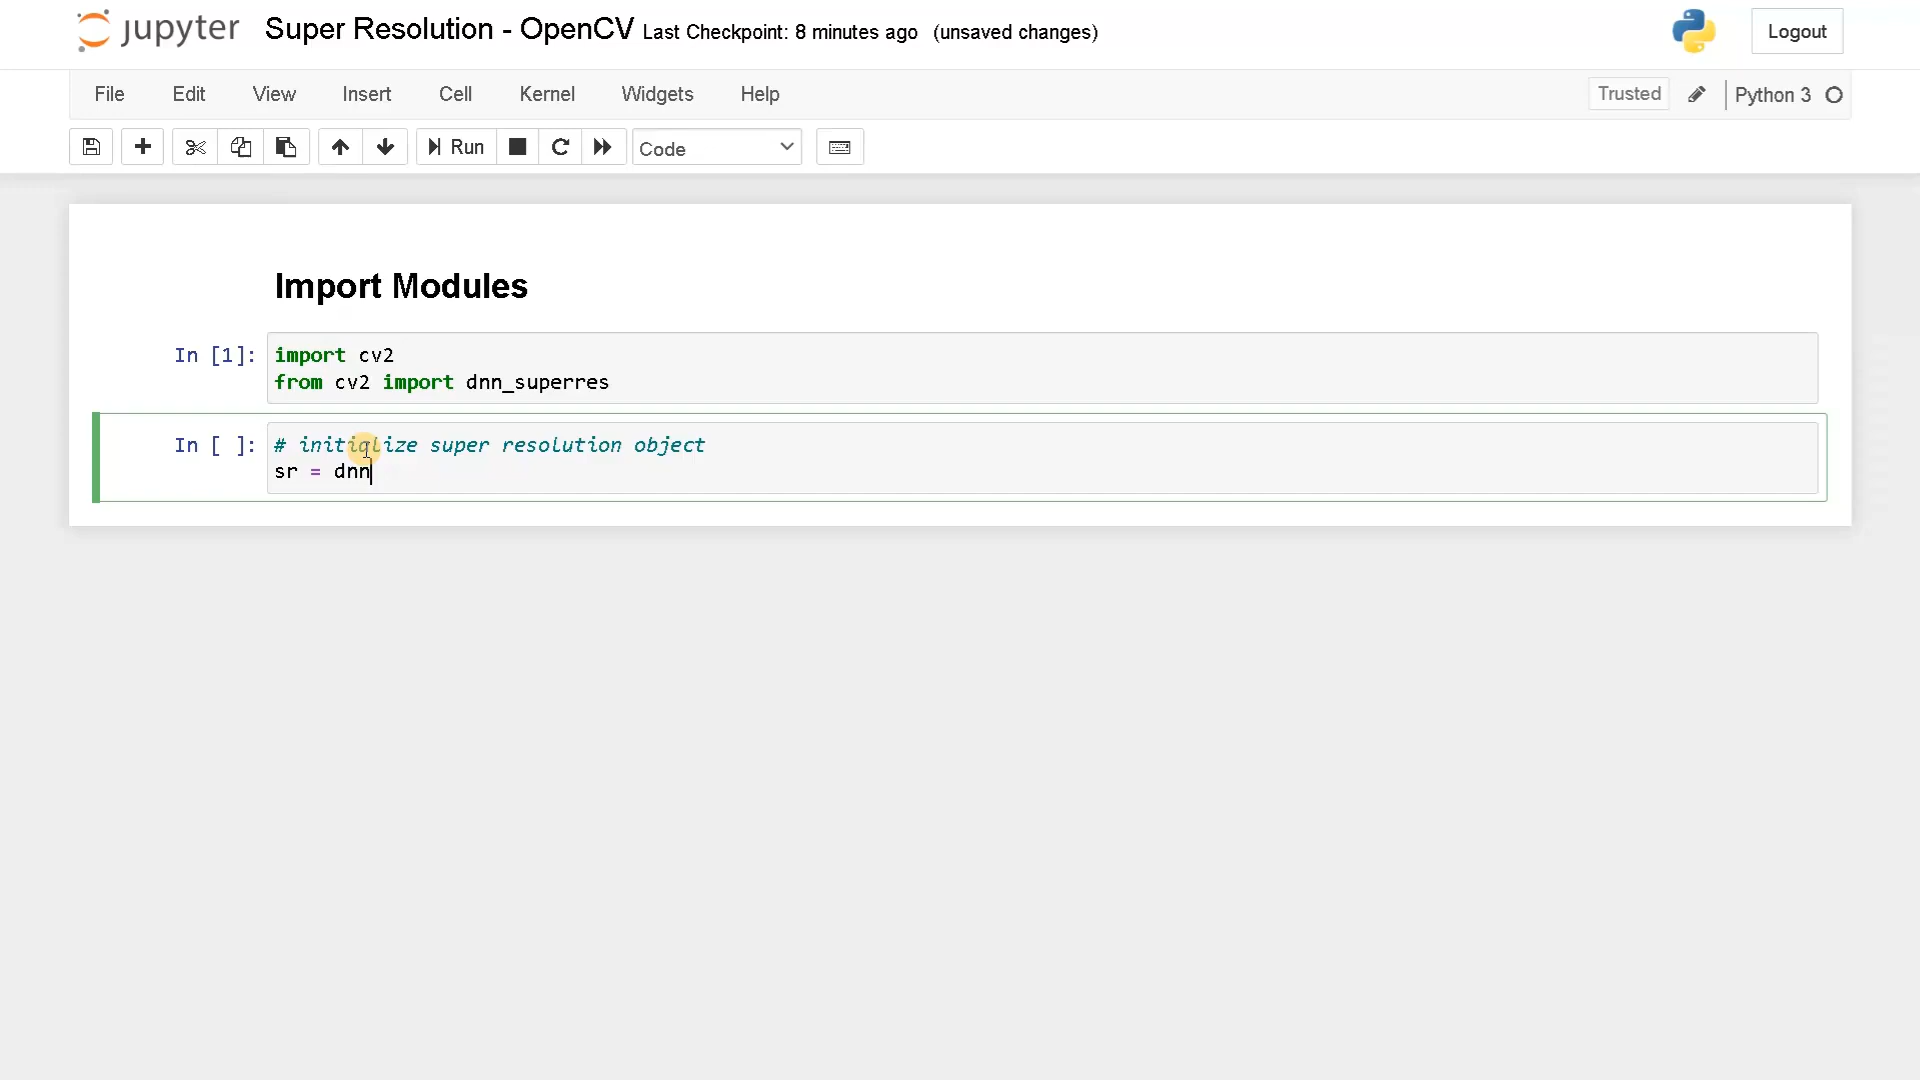 jupyter Super Resolution - OpenCV Last Checkpoint: 8 minutes ago (unsaved changes) Logout
File Edit View Insert Cell Kernel Widgets Help Trusted Python 3
Run Code
Import Modules
In [1]: import cv2
from cv2 import dnn_superres
In [ ]: # initialize super resolution object
sr = dnn